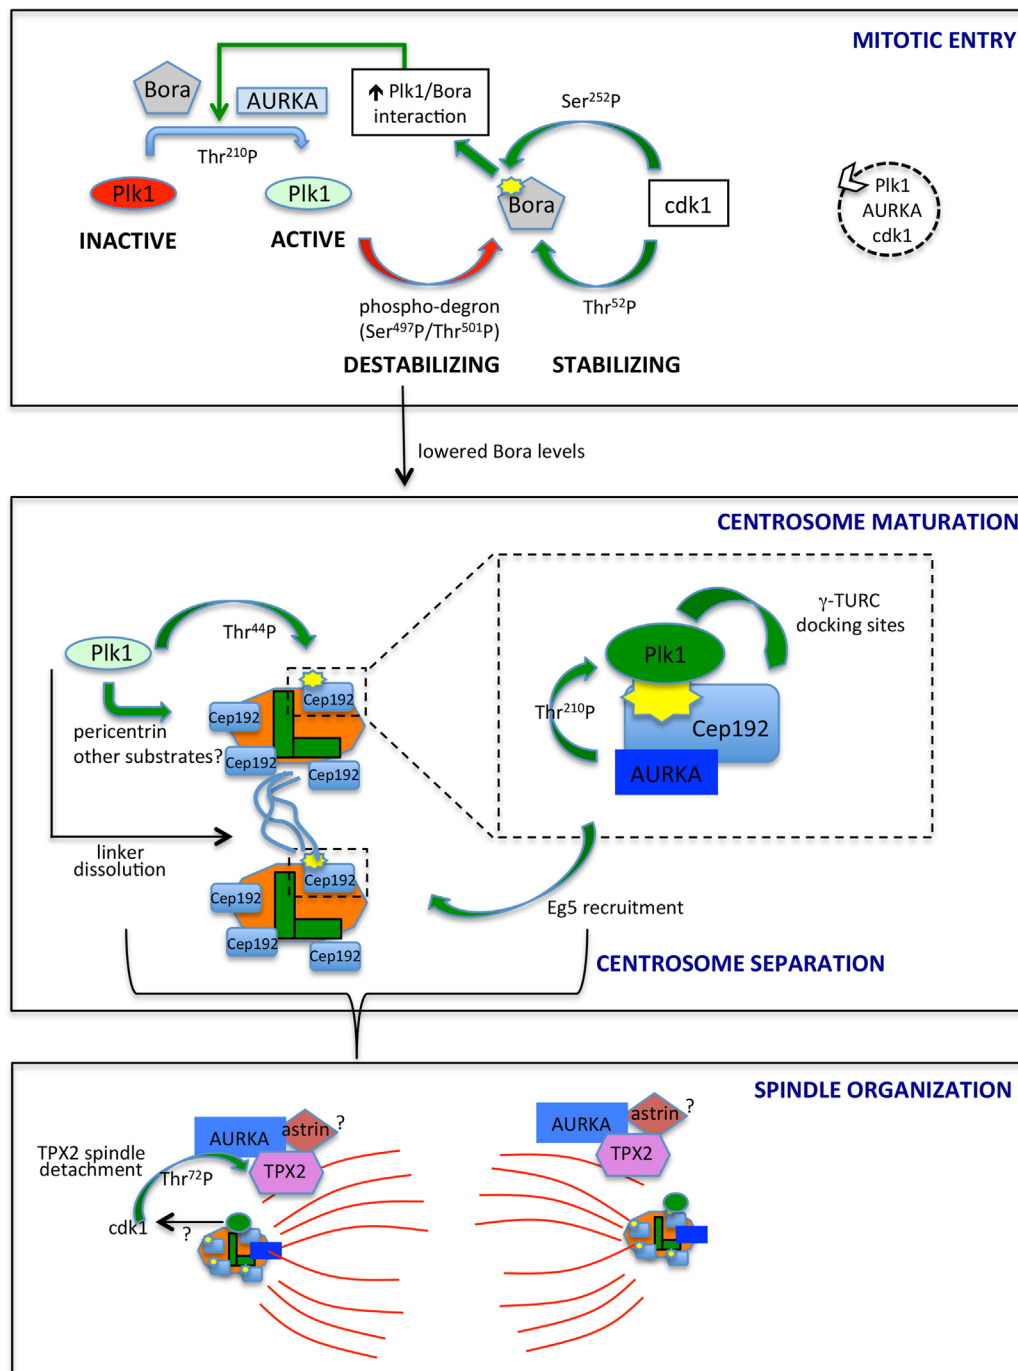 MITOTIC ENTRY
Bora
AURKA
Thr²¹⁰P
Plk1
Plk1
INACTIVE
ACTIVE
↑ Plk1/Bora
interaction
Ser²⁵²P
Bora
cdk1
Thr⁵²P
Plk1
AURKA
cdk1
phospho-degron
(Ser⁴⁹⁷P/Thr⁵⁰¹P)
DESTABILIZING
STABILIZING
lowered Bora levels
CENTROSOME MATURATION
Plk1
Thr⁴⁴P
pericentrin
other substrates?
Cep192
Cep192
Cep192
Cep192
linker
dissolution
Cep192
Cep192
Cep192
Cep192
γ-TURC
docking sites
Plk1
Thr²¹⁰P
Cep192
AURKA
Eg5 recruitment
CENTROSOME SEPARATION
SPINDLE ORGANIZATION
TPX2 spindle
detachment
AURKA
astrin
?
TPX2
Thr⁷²P
cdk1
?
AURKA
astrin
?
TPX2